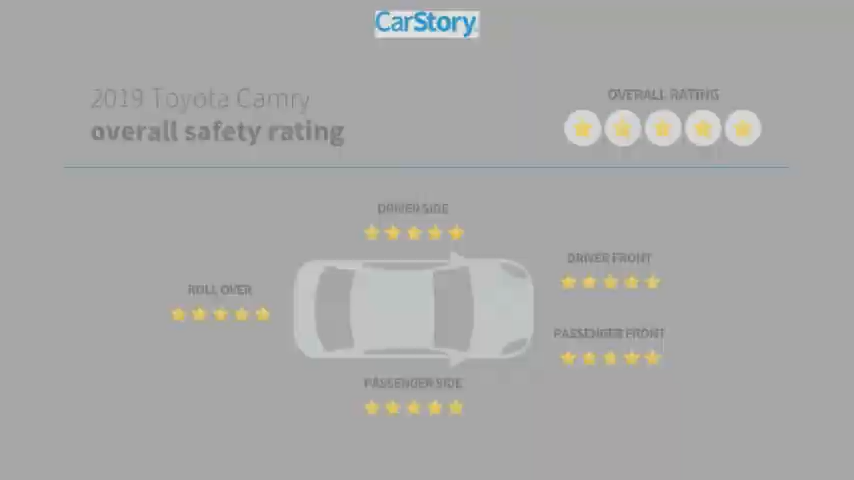 CarStory
2019 Toyota Camry
overall safety rating
OVERALL RATING
DRIVER SIDE
DRIVER FRONT
ROLL OVER
PASSENGER FRONT
PASSENGER SIDE